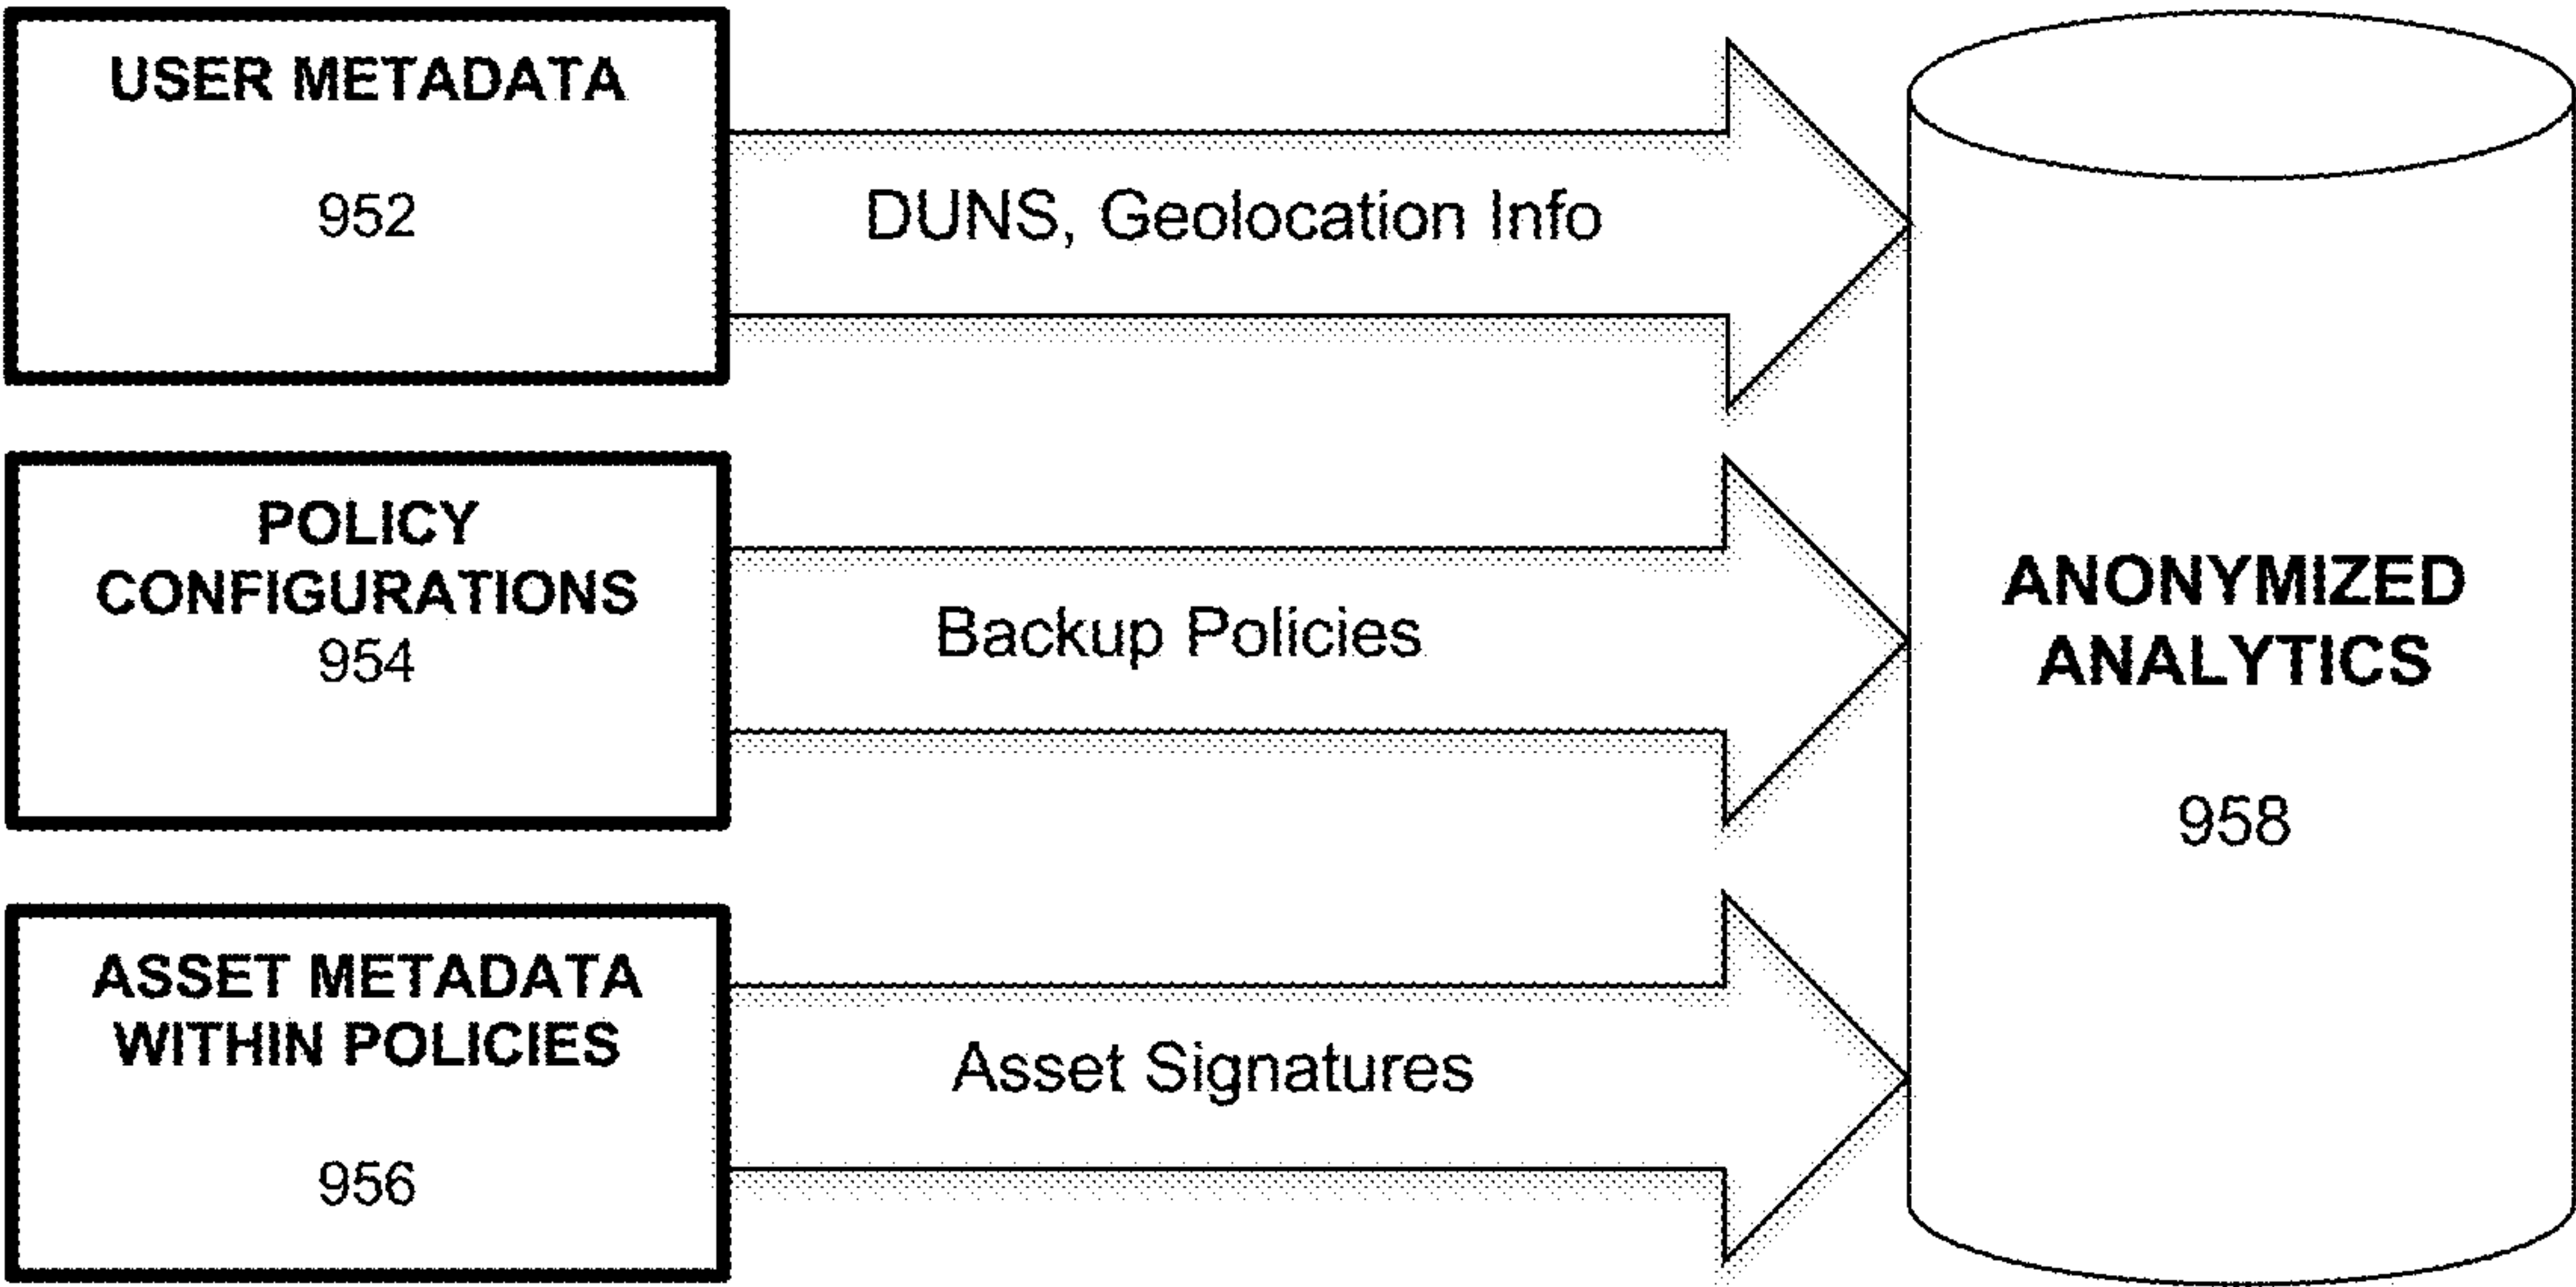 USER METADATA
952
DUNS, Geolocation Info
POLICY
CONFIGURATIONS
954
Backup Policies
ASSET METADATA
WITHIN POLICIES
956
Asset Signatures
ANONYMIZED
ANALYTICS
958